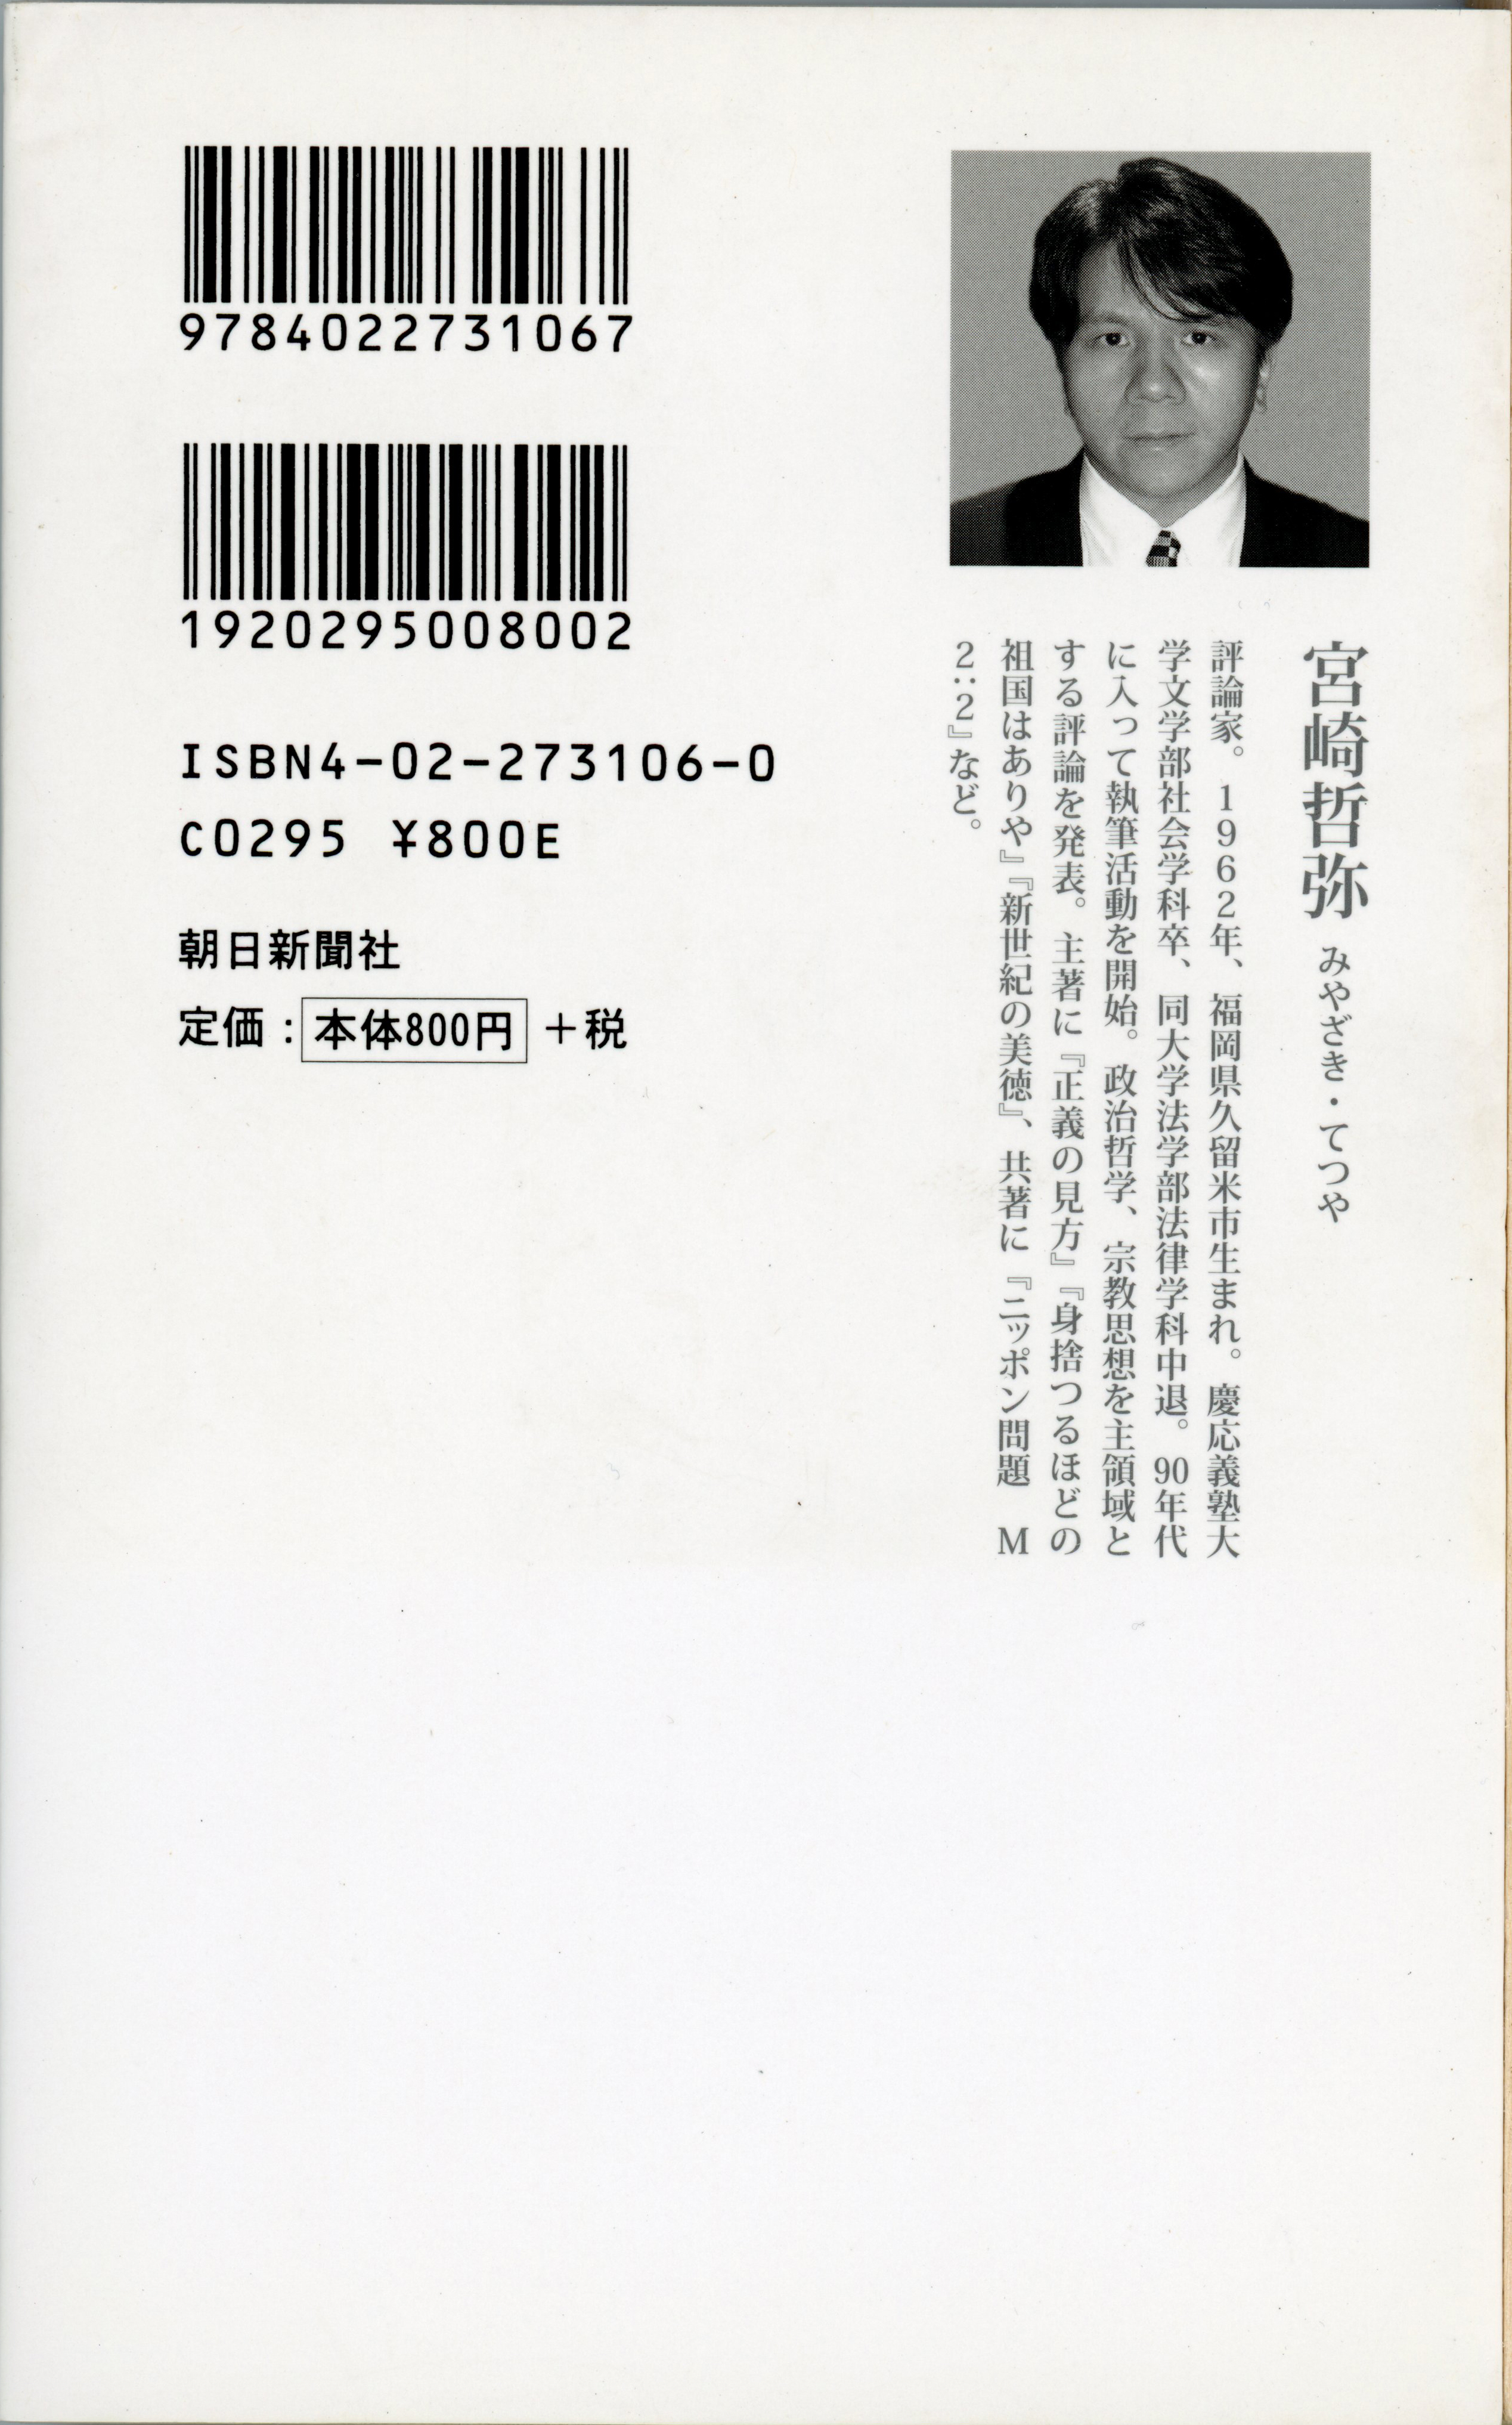 9784022731067
1920295008002
ISBN4-02-273106-0
C0295 ¥800E
朝日新聞社
定価:本体800円+税
宮崎哲弥 みやざき・てつや
評論家。1962年、福岡県久留米市生まれ。慶応義塾大
学文学部社会学科卒、同大学法学部法律学科中退。90年代
に入って執筆活動を開始。政治哲学、宗教思想を主領域と
する評論を発表。主著に『正義の見方』『身捨つるほどの
祖国はありや』『新世紀の美徳』、共著に『ニッポン問題 M
2:2』など。